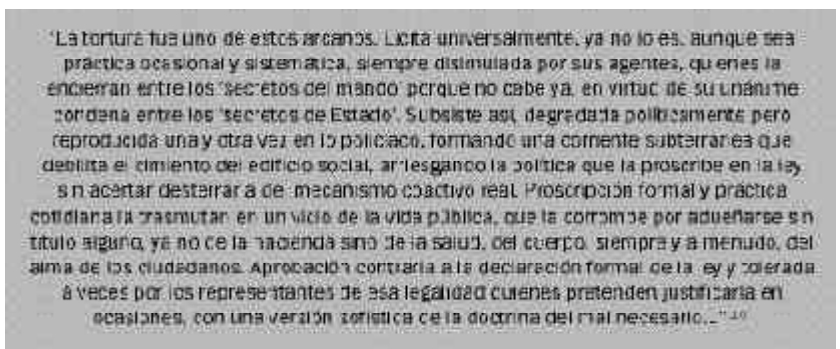 "La tortura fue uno de estos arcanos. Lícita universalmente, ya no lo es, aunque sea
práctica ocasional y sistemática, siempre disimulada por sus agentes, quienes la
encierran entre los 'secretos del mando' porque no cabe ya, en virtud de su unánime
condena entre los 'secretos de Estado'. Subsiste así, degradada políticamente pero
reproducida una y otra vez en lo policíaco, formando una corriente subterránea que
debilita el cimiento del edificio social, arriesgando la política que la proscribe en la ley
sin acertar desterrarla del mecanismo coactivo real. Proscripción formal y práctica
cotidiana la trasmutan en un vicio de la vida pública, que la corrompe por adueñarse sin
título alguno, ya no de la hacienda sino de la salud, del cuerpo, siempre y a menudo, del
alma de los ciudadanos. Aprobación contraria a la declaración formal de la ley y tolerada
a veces por los representantes de esa legalidad quienes pretenden justificarla en
ocasiones, con una versión sofística de la doctrina del mal necesario..."